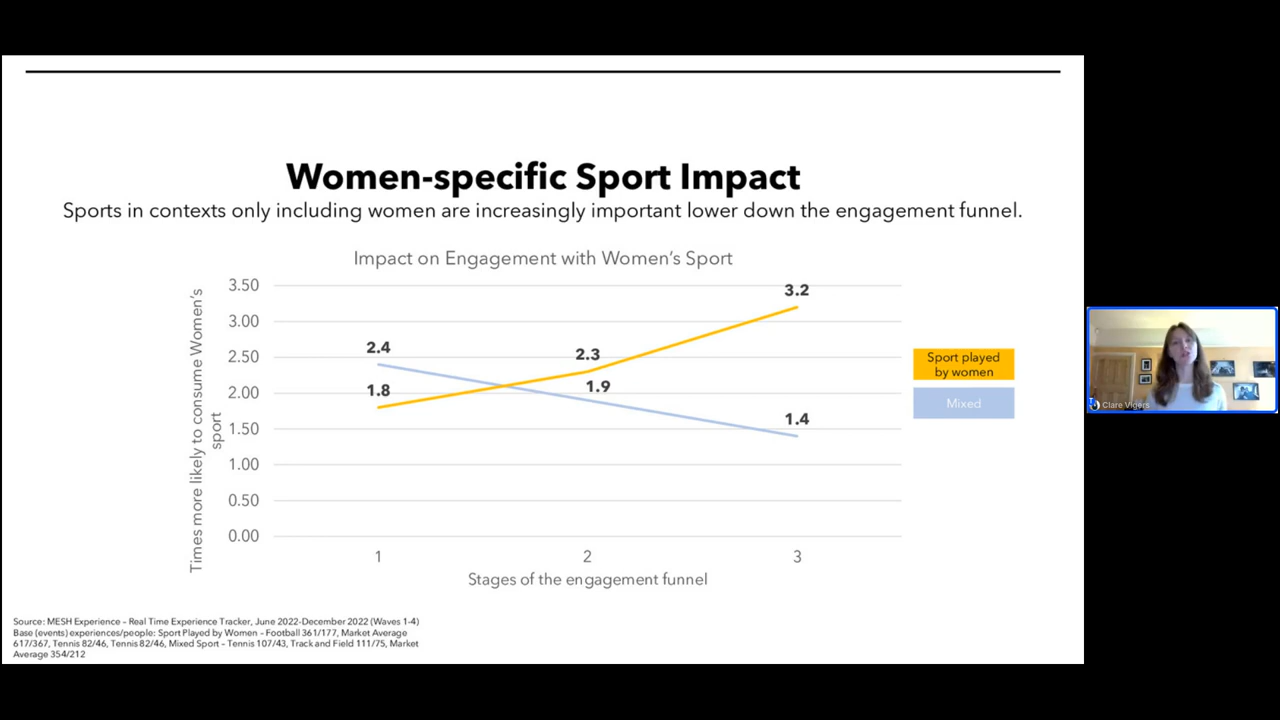 Women-specific Sport Impact
Sports in contexts only including women are increasingly important lower down the engagement funnel.
Impact on Engagement with Women's Sport
Times more likely to consume Women's
sport
3.50
3.00
2.50
2.00
1.50
1.00
0.50
0.00
2.4
1.8
2.3
1.9
3.2
1.4
1
2
3
Stages of the engagement funnel
Sport played
by women
Mixed
Source: MESH Experience – Real Time Experience Tracker, June 2022-December 2022 (Waves 1-4)
Base (events) experiences/people: Sport Played by Women – Football 361/177, Market Average
617/367, Tennis 82/46, Tennis 82/46, Mixed Sport – Tennis 107/43, Track and Field 111/75, Market
Average 354/212
Clare Vigers